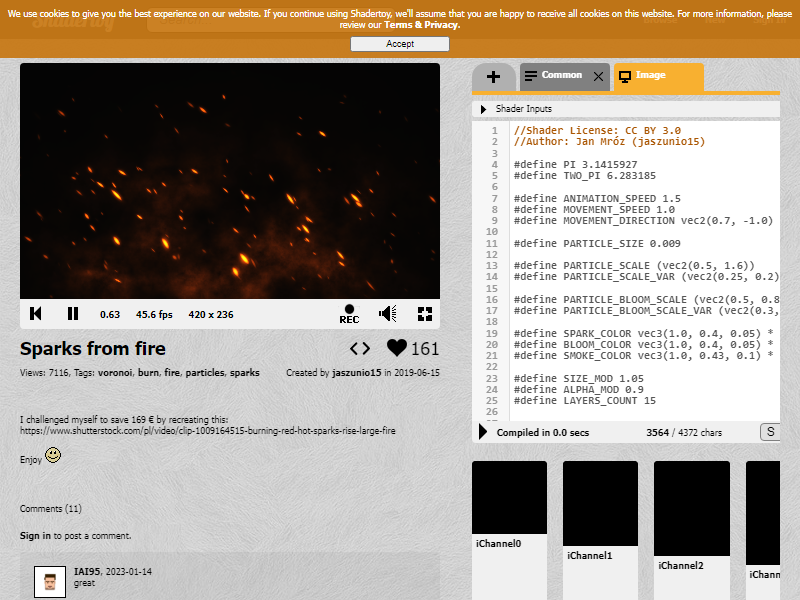 We use cookies to give you the best experience on our website. If you continue using Shadertoy, we'll assume that you are happy to receive all cookies on this website. For more information, please
review our Terms & Privacy.
Accept
Common
Image
Shader Inputs
1 //Shader License: CC BY 3.0
2 //Author: Jan Mróz (jaszunio15)
3
4 #define PI 3.1415927
5 #define TWO_PI 6.283185
6
7 #define ANIMATION_SPEED 1.5
8 #define MOVEMENT_SPEED 1.0
9 #define MOVEMENT_DIRECTION vec2(0.7, -1.0)
10
11 #define PARTICLE_SIZE 0.009
12
13 #define PARTICLE_SCALE (vec2(0.5, 1.6))
14 #define PARTICLE_SCALE_VAR (vec2(0.25, 0.2)
15
16 #define PARTICLE_BLOOM_SCALE (vec2(0.5, 0.8
17 #define PARTICLE_BLOOM_SCALE_VAR (vec2(0.3,
18
19 #define SPARK_COLOR vec3(1.0, 0.4, 0.05) *
20 #define BLOOM_COLOR vec3(1.0, 0.4, 0.05) *
21 #define SMOKE_COLOR vec3(1.0, 0.43, 0.1) *
22
23 #define SIZE_MOD 1.05
24 #define ALPHA_MOD 0.9
25 #define LAYERS_COUNT 15
26
Compiled in 0.0 secs 3564 / 4372 chars S
0.63 45.6 fps 420 x 236 REC
Sparks from fire 161
Views: 7116, Tags: voronoi, burn, fire, particles, sparks Created by jaszunio15 in 2019-06-15
I challenged myself to save 169 € by recreating this:
https://www.shutterstock.com/pl/video/clip-1009164515-burning-red-hot-sparks-rise-large-fire
Enjoy
Comments (11)
Sign in to post a comment.
IAI95, 2023-01-14
great
iChannel0
iChannel1
iChannel2
iChann